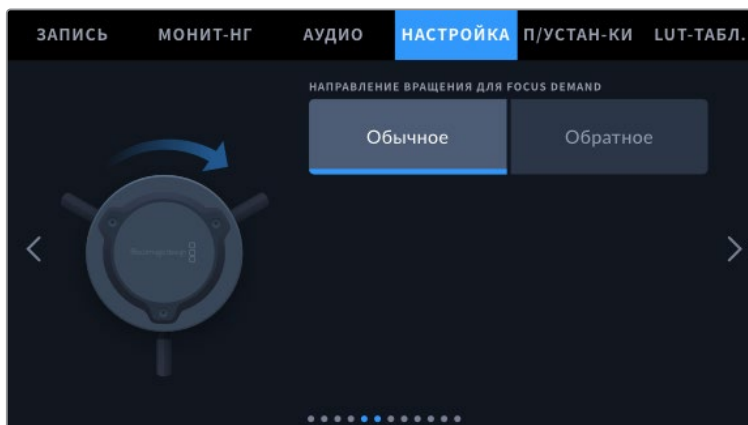 ЗАПИСЬ МОНИТ-НГ АУДИО НАСТРОЙКА П/УСТАН-КИ LUT-ТАБЛ.
НАПРАВЛЕНИЕ ВРАЩЕНИЯ ДЛЯ FOCUS DEMAND
Обычное Обратное